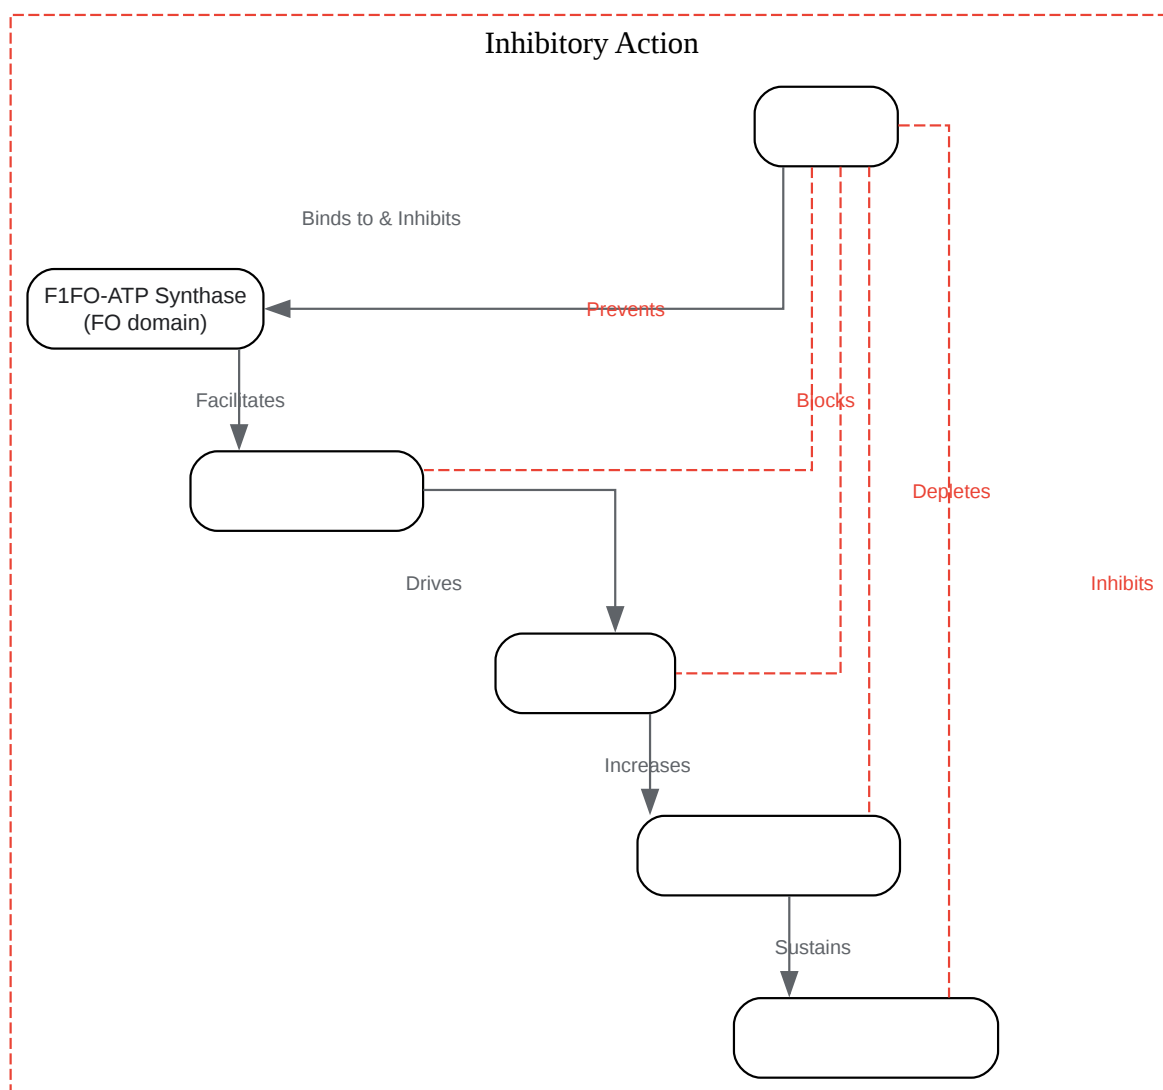 Inhibitory Action
Binds to & Inhibits
F1FO-ATP Synthase
(FO domain)
Prevents
Facilitates
Blocks
Depletes
Drives
Inhibits
Increases
Sustains